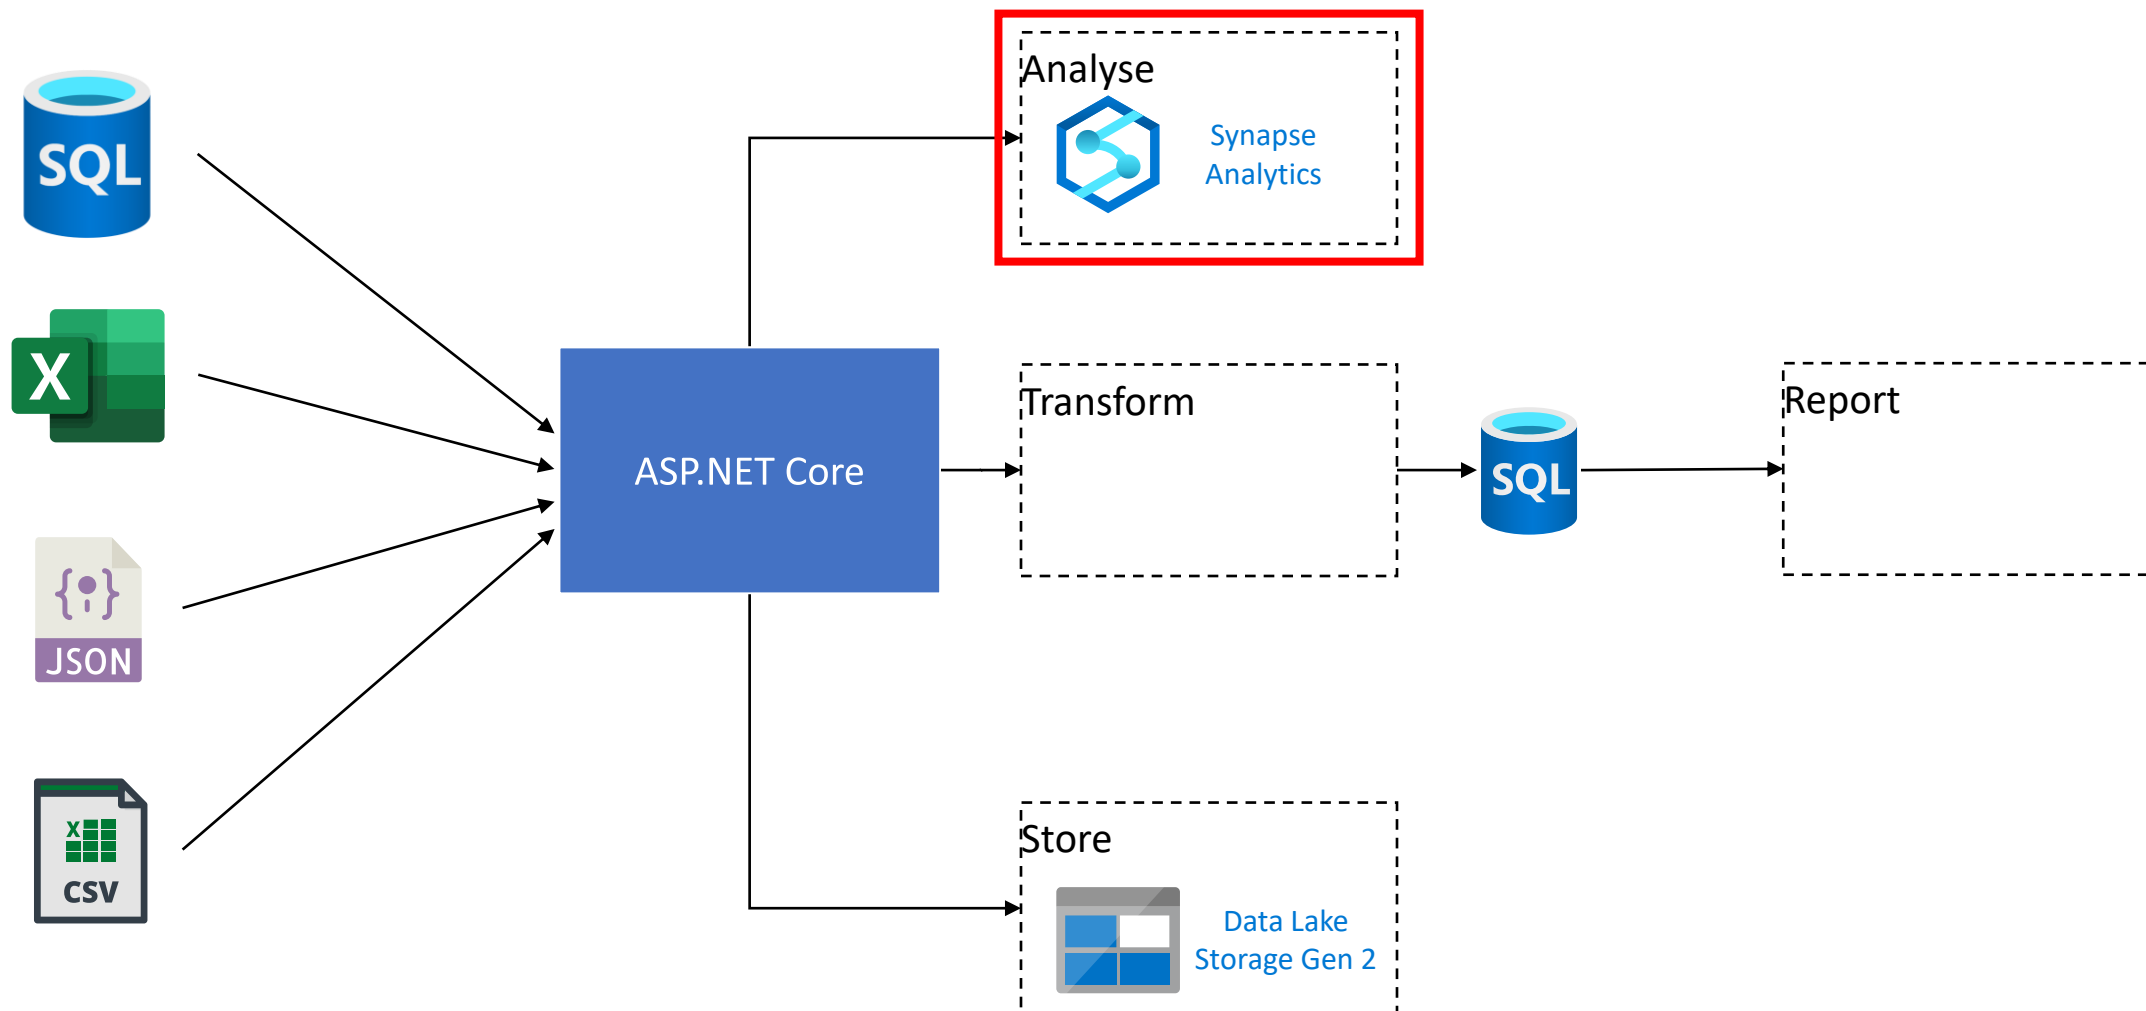 Analyse
SQL
Synapse
Analytics
X
ASP.NET Core
Transform
SQL
Report
JSON
Store
X
CSV
Data Lake
Storage Gen 2